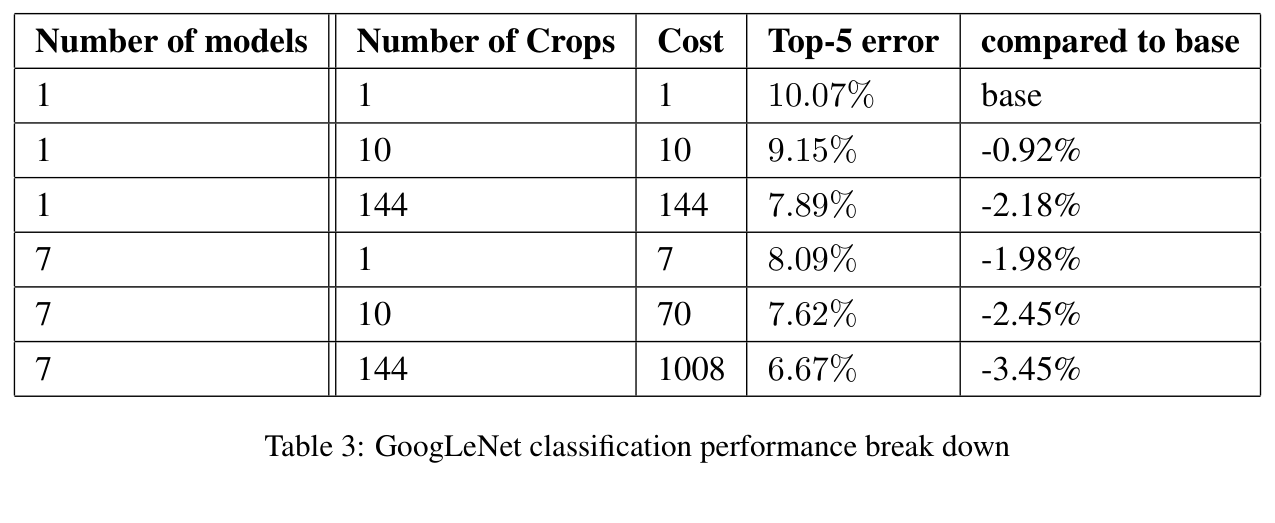 Number of models Number of Crops Cost Top-5 error compared to base
1 1 1 10.07% base
1 10 10 9.15% -0.92%
1 144 144 7.89% -2.18%
7 1 7 8.09% -1.98%
7 10 70 7.62% -2.45%
7 144 1008 6.67% -3.45%
Table 3: GoogLeNet classification performance break down